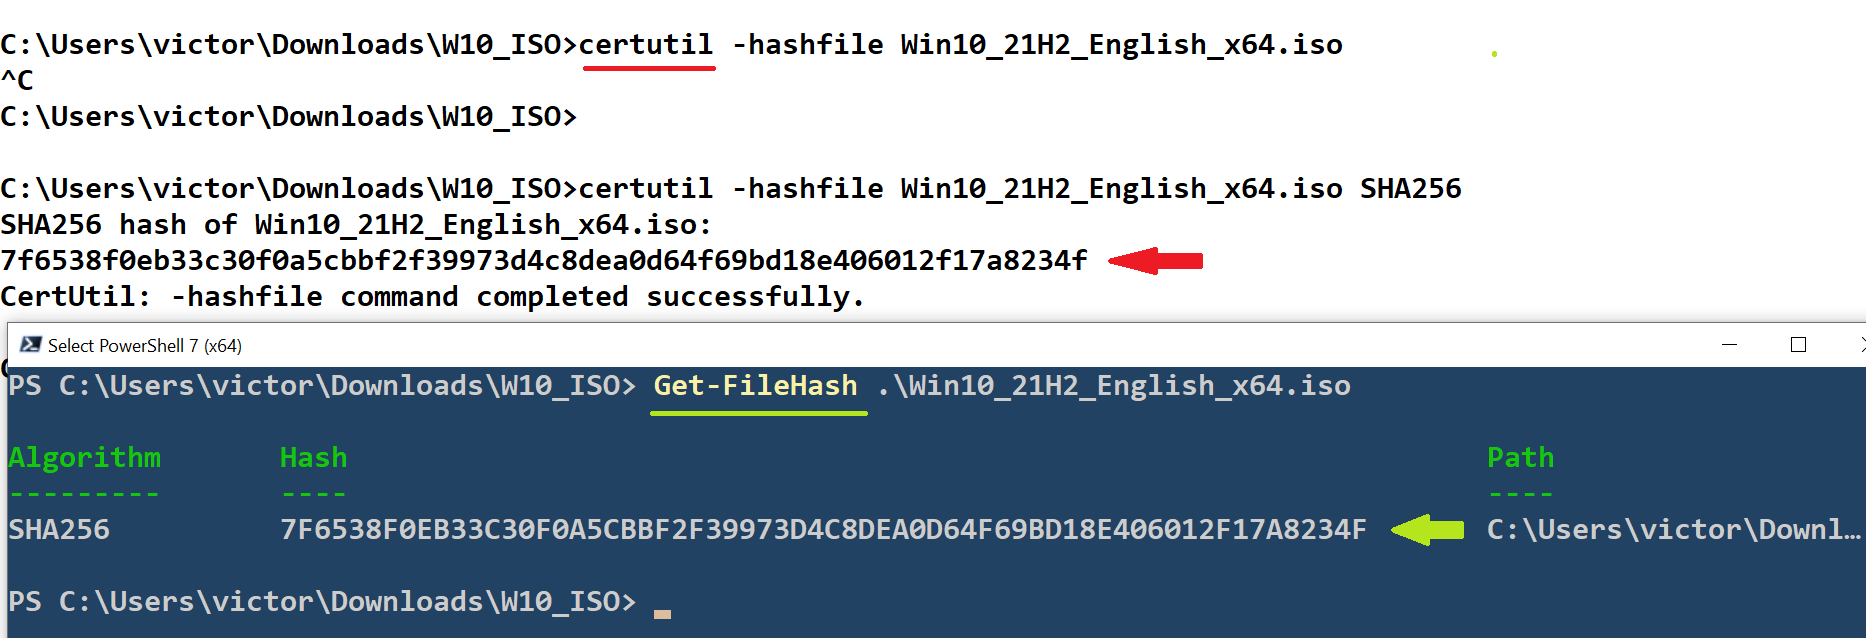 C:\Users\victor\Downloads\W10_ISO>certutil -hashfile Win10_21H2_English_x64.iso
^C
C:\Users\victor\Downloads\W10_ISO>
C:\Users\victor\Downloads\W10_ISO>certutil -hashfile Win10_21H2_English_x64.iso SHA256
SHA256 hash of Win10_21H2_English_x64.iso:
7f6538f0eb33c30f0a5cbbf2f39973d4c8dea0d64f69bd18e406012f17a8234f
CertUtil: -hashfile command completed successfully.
Select PowerShell 7 (x64)
PS C:\Users\victor\Downloads\W10_ISO> Get-FileHash .\Win10_21H2_English_x64.iso
Algorithm Hash Path
--------- ---- ----
SHA256 7F6538F0EB33C30F0A5CBBF2F39973D4C8DEA0D64F69BD18E406012F17A8234F C:\Users\victor\Downl…
PS C:\Users\victor\Downloads\W10_ISO>